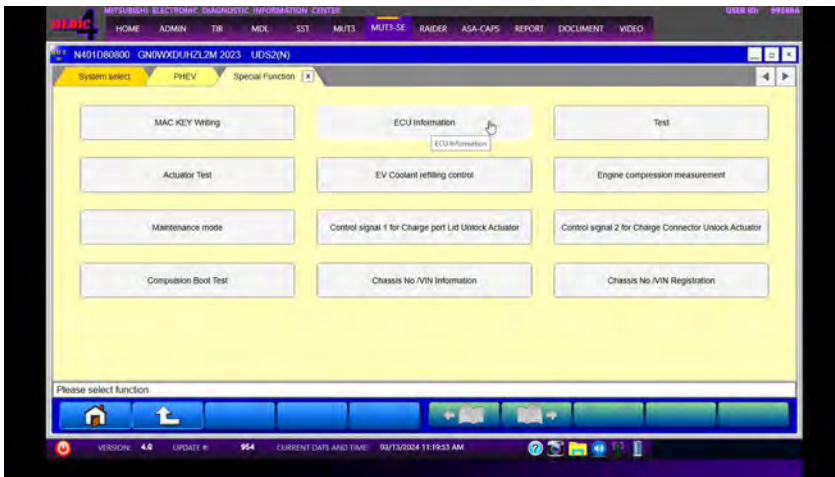 MITSUBISHI ELECTRONIC DIAGNOSTIC INFORMATION CENTER
USER ID: 99168A
MEDIC
HOME ADMIN TIR MDL SST MUT3 MUT3-SE RAIDER ASA-CAPS REPORT DOCUMENT VIDEO
N401D80800 GN0WXDUHZL2M 2023 UDS2(N)
System select PHEV Special Function x
MAC KEY Writing ECU Information Test
ECU Information
Actuator Test EV Coolant refilling control Engine compression measurement
Maintenance mode Control signal 1 for Charge port Lid Unlock Actuator Control signal 2 for Charge Connector Unlock Actuator
Compulsion Boot Test Chassis No./VIN Information Chassis No./VIN Registration
Please select function
VERSION: 4.0 UPDATE #: 954 CURRENT DATE AND TIME: 03/13/2024 11:19:53 AM